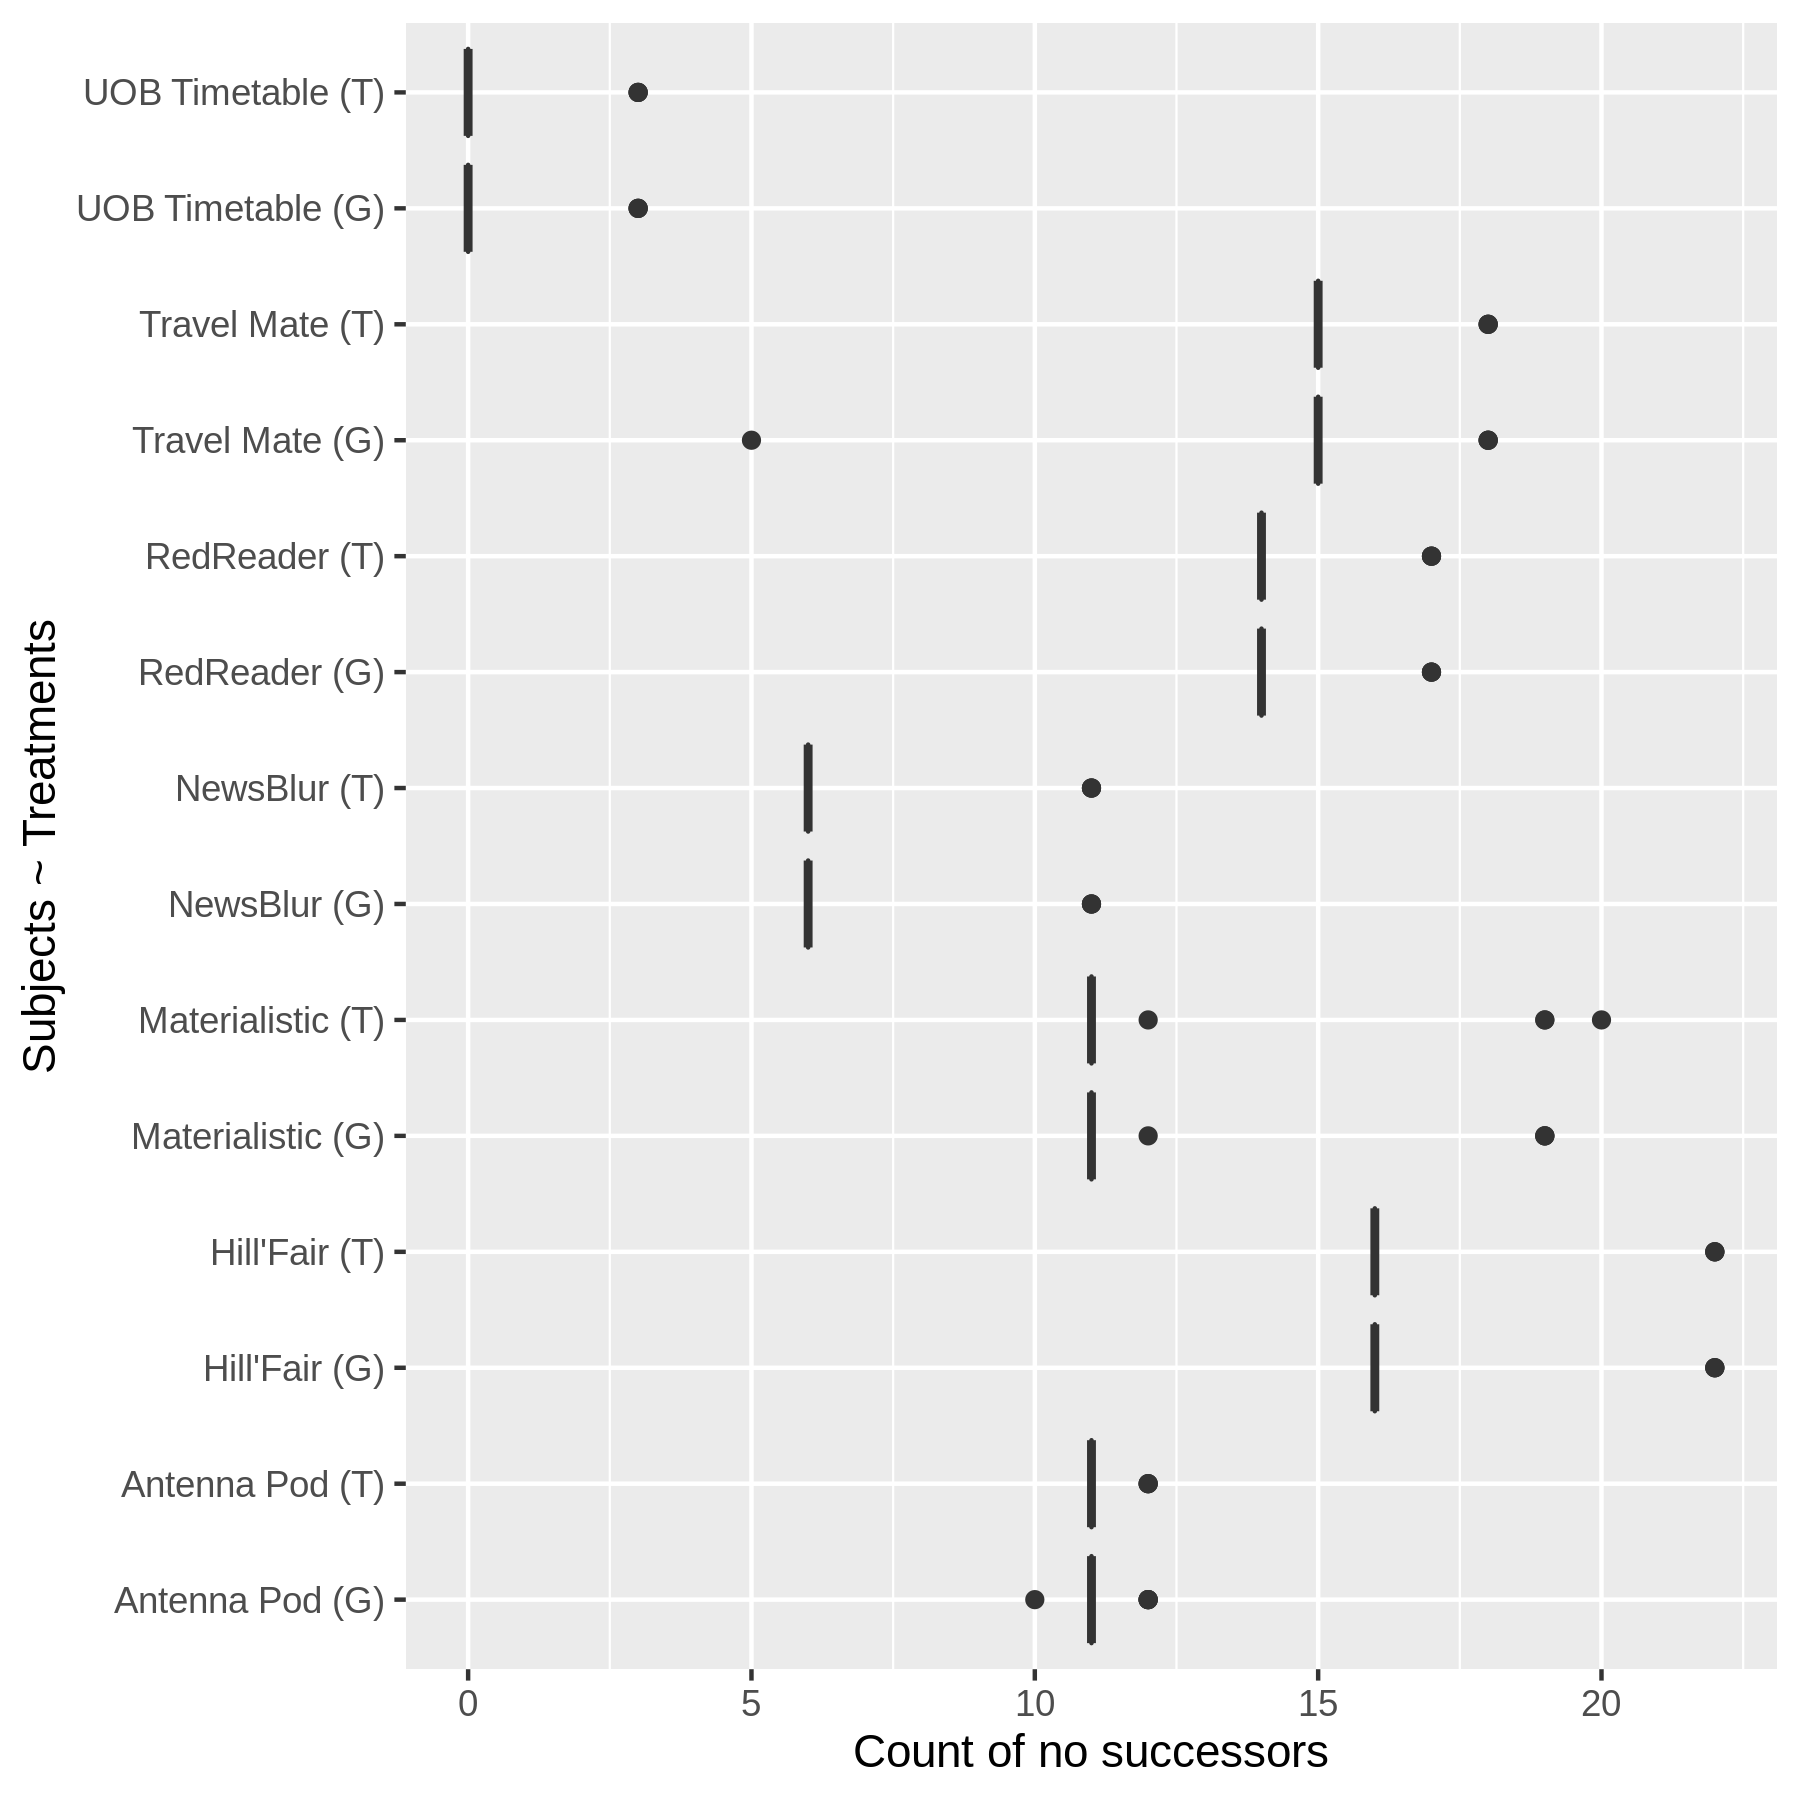 Subjects ~ Treatments
UOB Timetable (T)
UOB Timetable (G)
Travel Mate (T)
Travel Mate (G)
RedReader (T)
RedReader (G)
NewsBlur (T)
NewsBlur (G)
Materialistic (T)
Materialistic (G)
Hill'Fair (T)
Hill'Fair (G)
Antenna Pod (T)
Antenna Pod (G)
0 5 10 15 20
Count of no successors